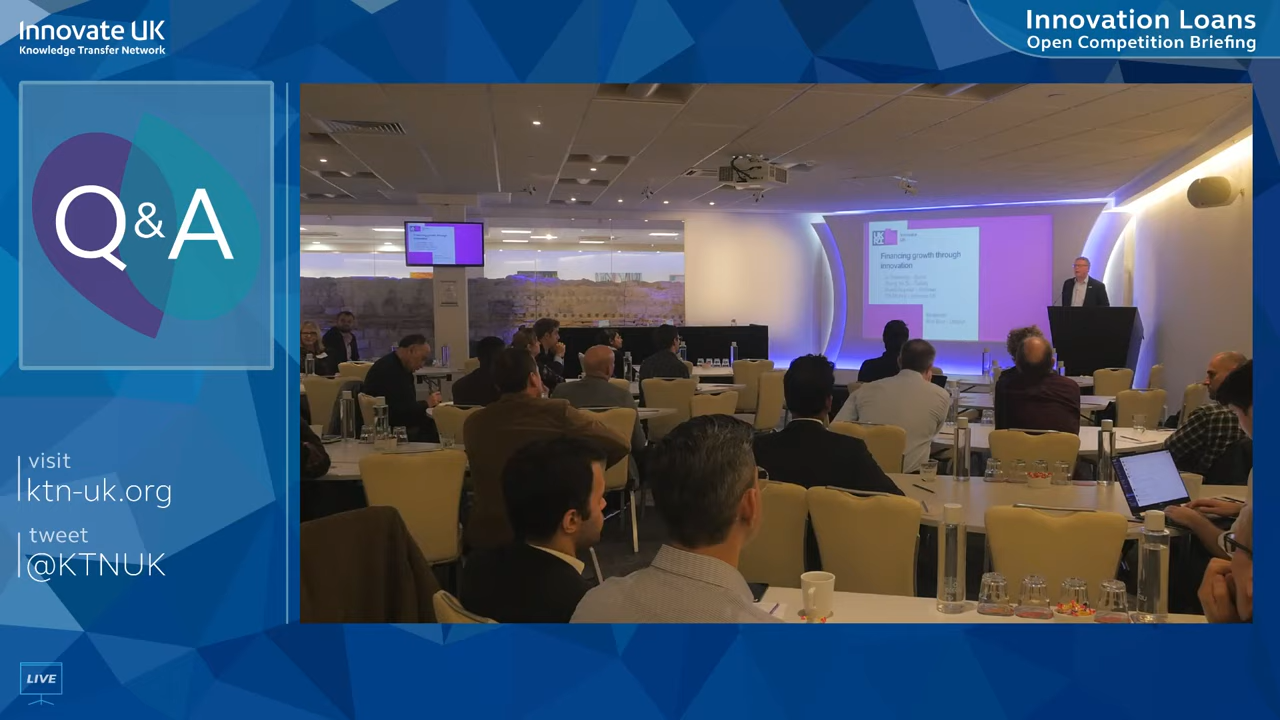 Innovate UK
Knowledge Transfer Network
Innovation Loans
Open Competition Briefing
Q&A
Financing growth through
innovation
visit
ktn-uk.org
tweet
@KTNUK
LIVE